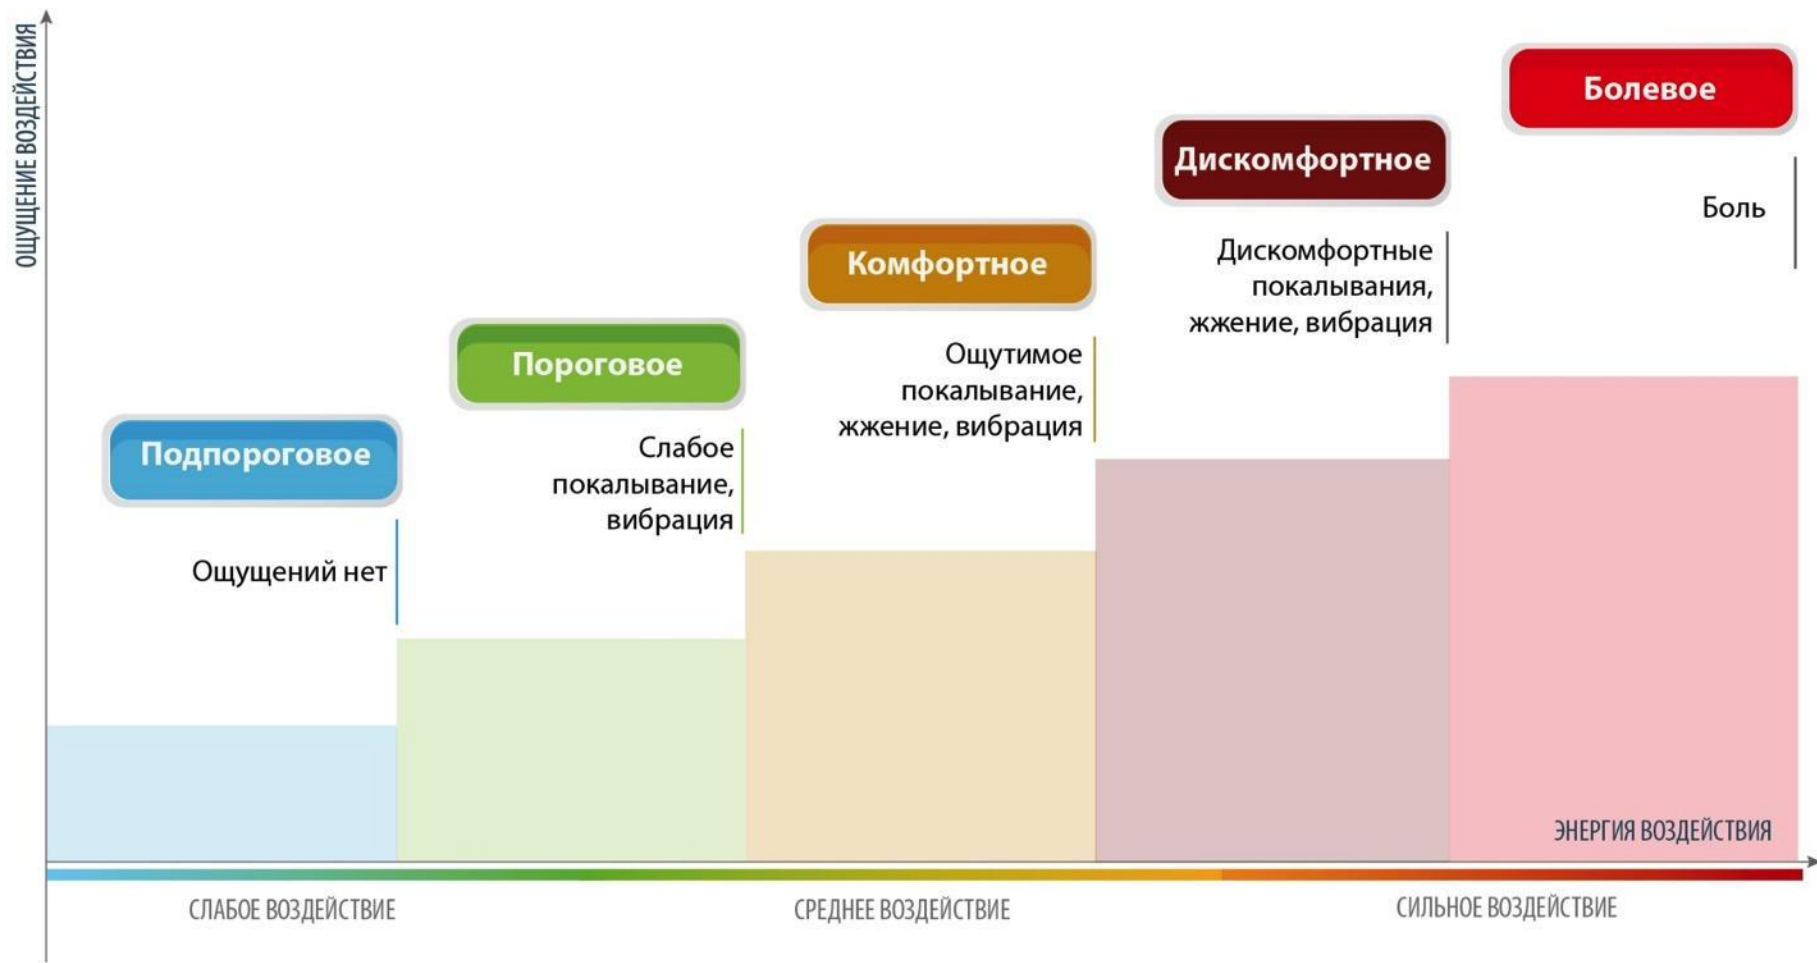 ОЩУЩЕНИЕ ВОЗДЕЙСТВИЯ
Болевое
Боль
Дискомфортное
Дискомфортные
покалывания,
жжение, вибрация
Комфортное
Ощутимое
покалывание,
жжение, вибрация
Пороговое
Слабое
покалывание,
вибрация
Подпороговое
Ощущений нет
ЭНЕРГИЯ ВОЗДЕЙСТВИЯ
СЛАБОЕ ВОЗДЕЙСТВИЕ
СРЕДНЕЕ ВОЗДЕЙСТВИЕ
СИЛЬНОЕ ВОЗДЕЙСТВИЕ